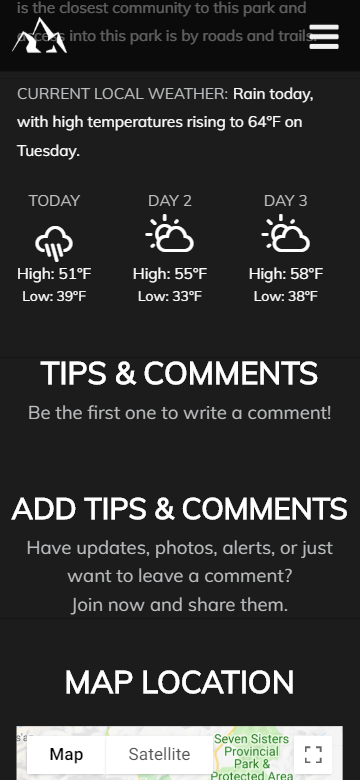 is the closest community to this park and
access into this park is by roads and trails.
CURRENT LOCAL WEATHER: Rain today,
with high temperatures rising to 64°F on
Tuesday.
TODAY
DAY 2
DAY 3
High: 51°F
High: 55°F
High: 58°F
Low: 39°F
Low: 33°F
Low: 38°F
TIPS & COMMENTS
Be the first one to write a comment!
ADD TIPS & COMMENTS
Have updates, photos, alerts, or just
want to leave a comment?
Join now and share them.
MAP LOCATION
Map
Satellite
Seven Sisters
Provincial
Park &
Protected Area